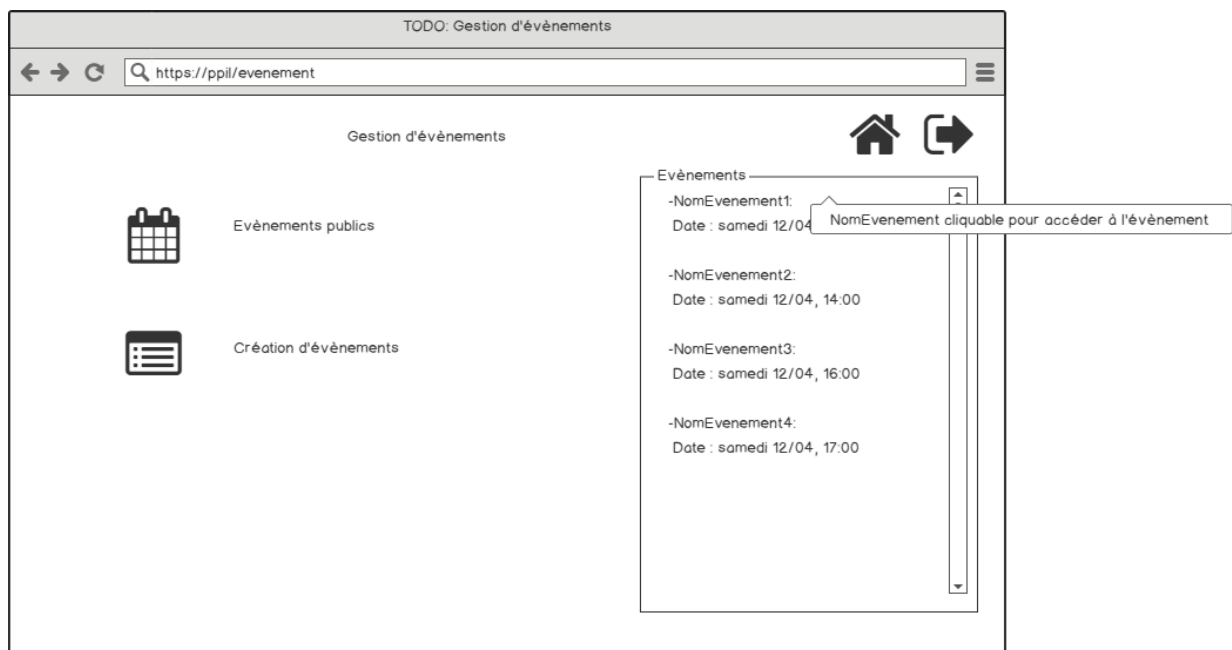 TODO: Gestion d'évènements
https://ppil/evenement
Gestion d'évènements
Evènements publics
Création d'évènements
Evènements
-NomEvenement1:
Date : samedi 12/04
NomEvenement cliquable pour accéder à l'évènement
-NomEvenement2:
Date : samedi 12/04, 14:00
-NomEvenement3:
Date : samedi 12/04, 16:00
-NomEvenement4:
Date : samedi 12/04, 17:00